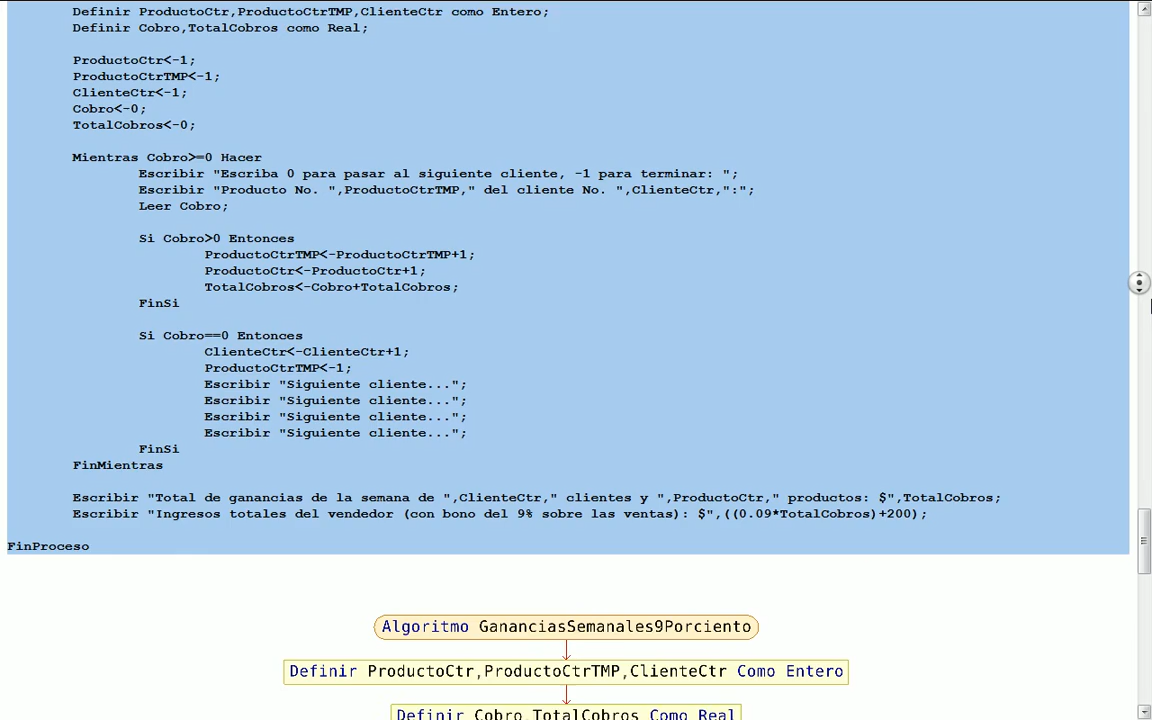 Definir ProductoCtr,ProductoCtrTMP,ClienteCtr como Entero;
Definir Cobro,TotalCobros como Real;
ProductoCtr<-1;
ProductoCtrTMP<-1;
ClienteCtr<-1;
Cobro<-0;
TotalCobros<-0;
Mientras Cobro>=0 Hacer
Escribir "Escriba 0 para pasar al siguiente cliente, -1 para terminar: ";
Escribir "Producto No. ",ProductoCtrTMP," del cliente No. ",ClienteCtr,":";
Leer Cobro;
Si Cobro>0 Entonces
ProductoCtrTMP<-ProductoCtrTMP+1;
ProductoCtr<-ProductoCtr+1;
TotalCobros<-Cobro+TotalCobros;
FinSi
Si Cobro==0 Entonces
ClienteCtr<-ClienteCtr+1;
ProductoCtrTMP<-1;
Escribir "Siguiente cliente...";
Escribir "Siguiente cliente...";
Escribir "Siguiente cliente...";
Escribir "Siguiente cliente...";
FinSi
FinMientras
Escribir "Total de ganancias de la semana de ",ClienteCtr," clientes y ",ProductoCtr," productos: $",TotalCobros;
Escribir "Ingresos totales del vendedor (con bono del 9% sobre las ventas): $",((0.09*TotalCobros)+200);
FinProceso
Algoritmo GananciasSemanales9Porciento
Definir ProductoCtr,ProductoCtrTMP,ClienteCtr Como Entero
Definir Cobro,TotalCobros Como Real